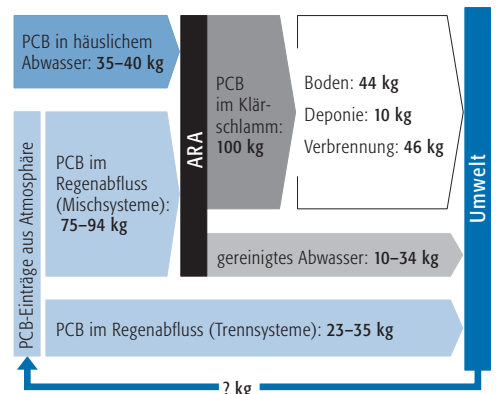 PCB in häuslichem
Abwasser: 35–40 kg
PCB-Einträge aus Atmosphäre
PCB im
Regenabfluss
(Mischsysteme):
75–94 kg
ARA
PCB
im Klär-
schlamm:
100 kg
Boden: 44 kg
Deponie: 10 kg
Verbrennung: 46 kg
gereinigtes Abwasser: 10–34 kg
PCB im Regenabfluss (Trennsysteme): 23–35 kg
Umwelt
? kg